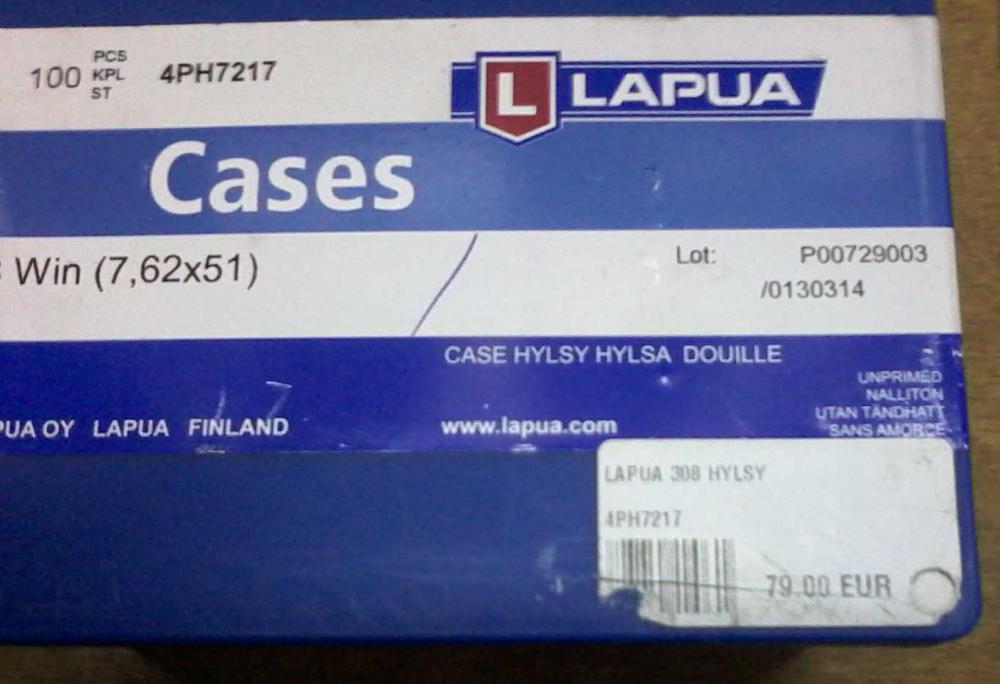 100 PCS
KPL
ST
4PH7217
L LAPUA
Cases
Win (7,62x51)
Lot: P00729003
/0130314
CASE HYLSY HYLSA DOUILLE
UNPRIMED
NALLITON
UTAN TÄNDHATT
SANS AMORCE
PUA OY LAPUA FINLAND
www.lapua.com
LAPUA 308 HYLSY
4PH7217
79.00 EUR